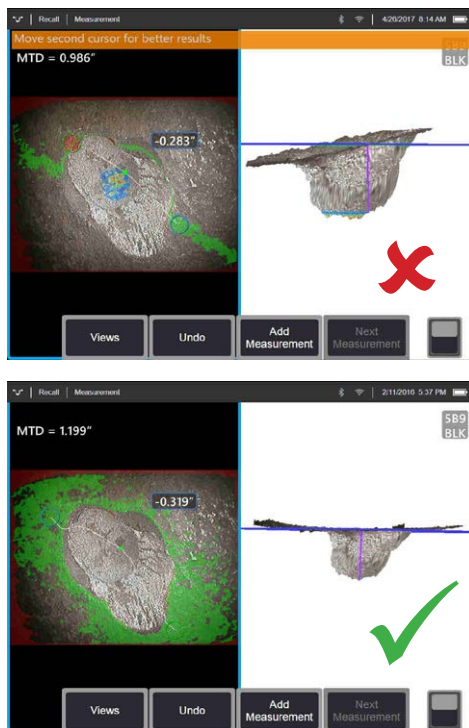 Recall | Measurement
4/26/2017 8:14 AM
Move second cursor for better results
MTD = 0.986"
BLK
-0.283"
Views
Undo
Add
Measurement
Next
Measurement
Recall | Measurement
2/11/2016 5:37 PM
MTD = 1.199"
5B9
BLK
-0.319"
Views
Undo
Add
Measurement
Next
Measurement